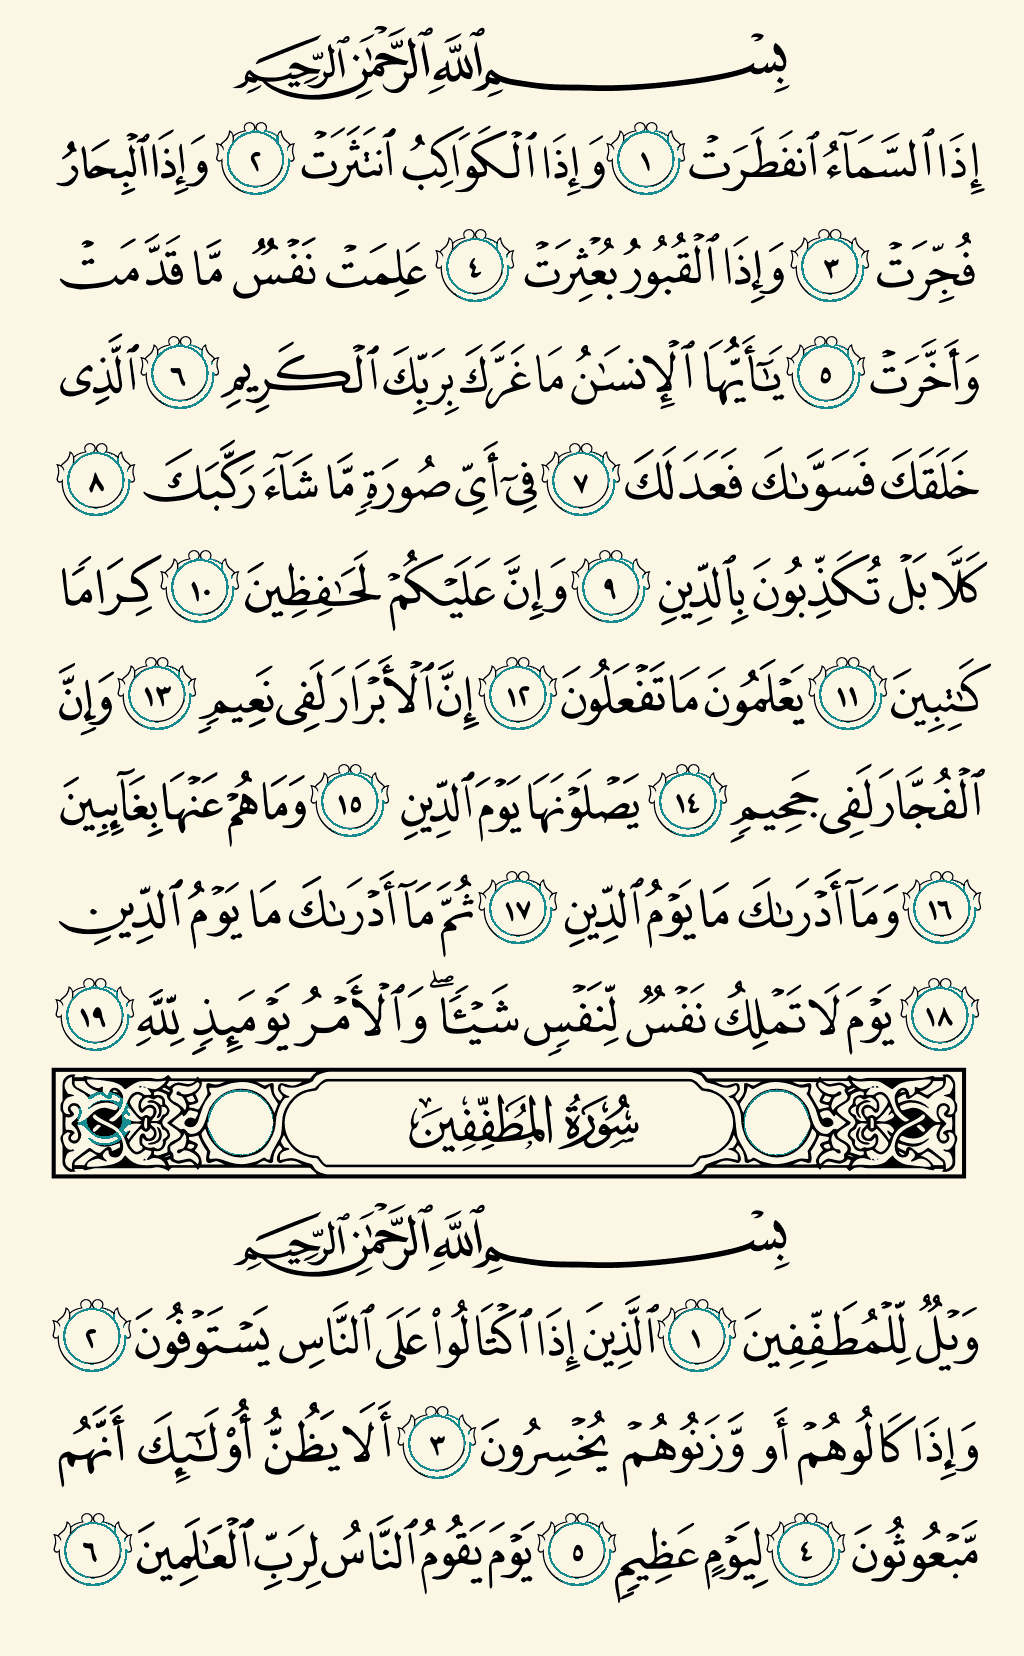 بِسْمِ ٱللَّهِ ٱلرَّحْمَٰنِ ٱلرَّحِيمِ
إِذَا ٱلسَّمَآءُ ٱنفَطَرَتْ ١ وَإِذَا ٱلْكَوَاكِبُ ٱنتَثَرَتْ ٢ وَإِذَا ٱلْبِحَارُ
فُجِّرَتْ ٣ وَإِذَا ٱلْقُبُورُ بُعْثِرَتْ ٤ عَلِمَتْ نَفْسٌ مَّا قَدَّمَتْ
وَأَخَّرَتْ ٥ يَٰٓأَيُّهَا ٱلْإِنسَٰنُ مَا غَرَّكَ بِرَبِّكَ ٱلْكَرِيمِ ٦ ٱلَّذِى
خَلَقَكَ فَسَوَّىٰكَ فَعَدَلَكَ ٧ فِىٓ أَىِّ صُورَةٍ مَّا شَآءَ رَكَّبَكَ ٨
كَلَّا بَلْ تُكَذِّبُونَ بِٱلدِّينِ ٩ وَإِنَّ عَلَيْكُمْ لَحَٰفِظِينَ ١٠ كِرَامًا
كَٰتِبِينَ ١١ يَعْلَمُونَ مَا تَفْعَلُونَ ١٢ إِنَّ ٱلْأَبْرَارَ لَفِى نَعِيمٍ ١٣ وَإِنَّ
ٱلْفُجَّارَ لَفِى جَحِيمٍ ١٤ يَصْلَوْنَهَا يَوْمَ ٱلدِّينِ ١٥ وَمَا هُمْ عَنْهَا بِغَآئِبِينَ
١٦ وَمَآ أَدْرَىٰكَ مَا يَوْمُ ٱلدِّينِ ١٧ ثُمَّ مَآ أَدْرَىٰكَ مَا يَوْمُ ٱلدِّينِ
١٨ يَوْمَ لَا تَمْلِكُ نَفْسٌ لِّنَفْسٍ شَيْـًٔا ۖ وَٱلْأَمْرُ يَوْمَئِذٍ لِّلَّهِ ١٩
سُورَةُ المُطَفِّفِينَ
بِسْمِ ٱللَّهِ ٱلرَّحْمَٰنِ ٱلرَّحِيمِ
وَيْلٌ لِّلْمُطَفِّفِينَ ١ ٱلَّذِينَ إِذَا ٱكْتَالُوا۟ عَلَى ٱلنَّاسِ يَسْتَوْفُونَ ٢
وَإِذَا كَالُوهُمْ أَو وَّزَنُوهُمْ يُخْسِرُونَ ٣ أَلَا يَظُنُّ أُو۟لَٰٓئِكَ أَنَّهُم
مَّبْعُوثُونَ ٤ لِيَوْمٍ عَظِيمٍ ٥ يَوْمَ يَقُومُ ٱلنَّاسُ لِرَبِّ ٱلْعَٰلَمِينَ ٦